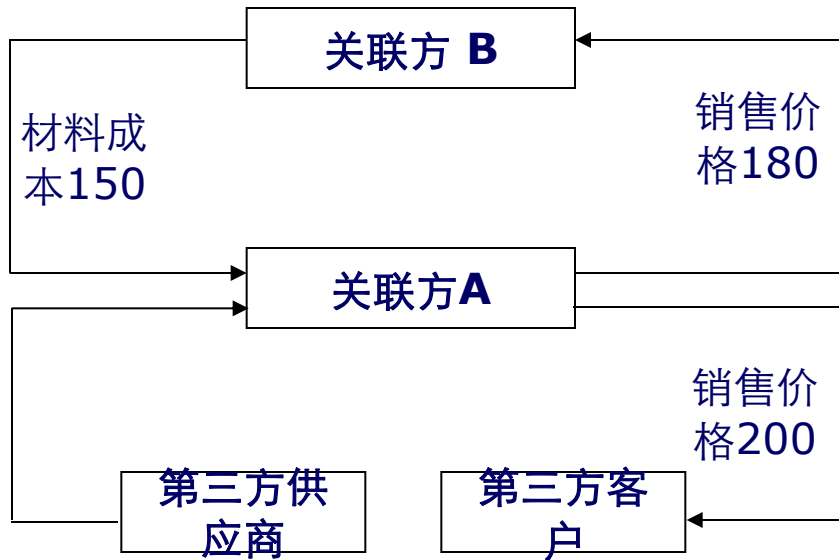 关联方 B
材料成
本150
销售价
格180
关联方A
销售价
格200
第三方供
应商
第三方客
户